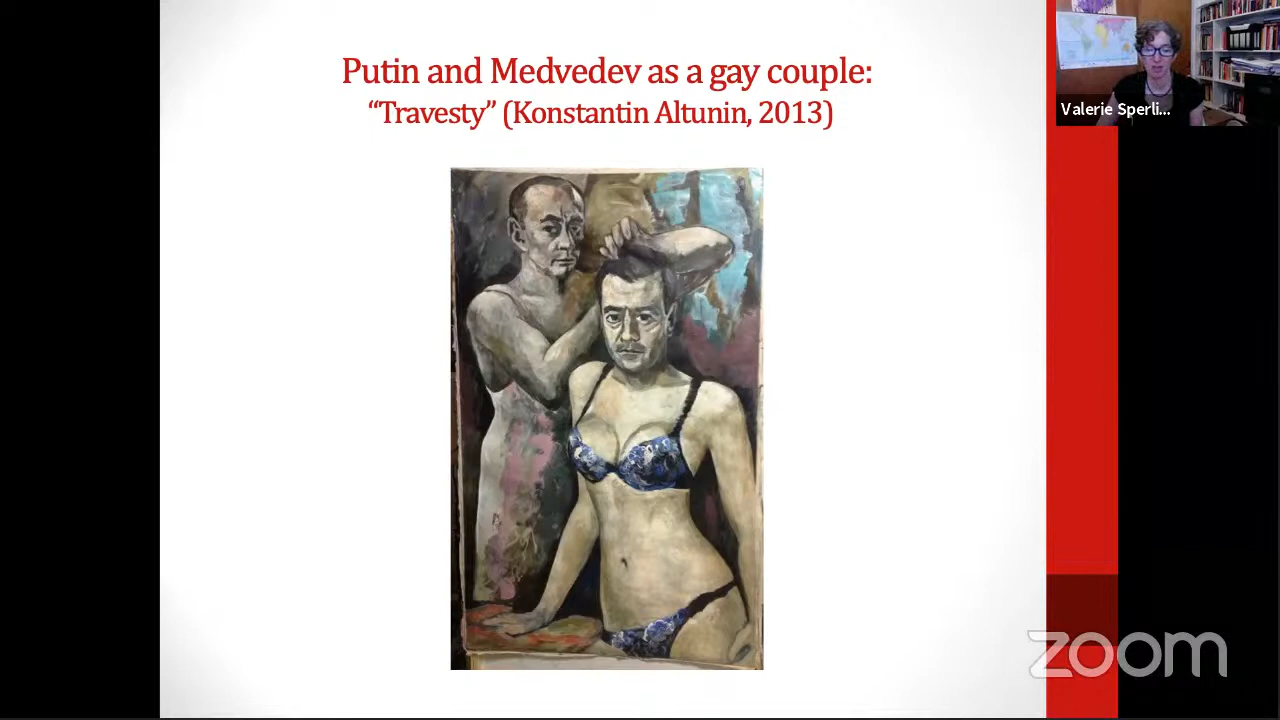 Putin and Medvedev as a gay couple:
“Travesty” (Konstantin Altunin, 2013)
Valerie Sperli...
zoom